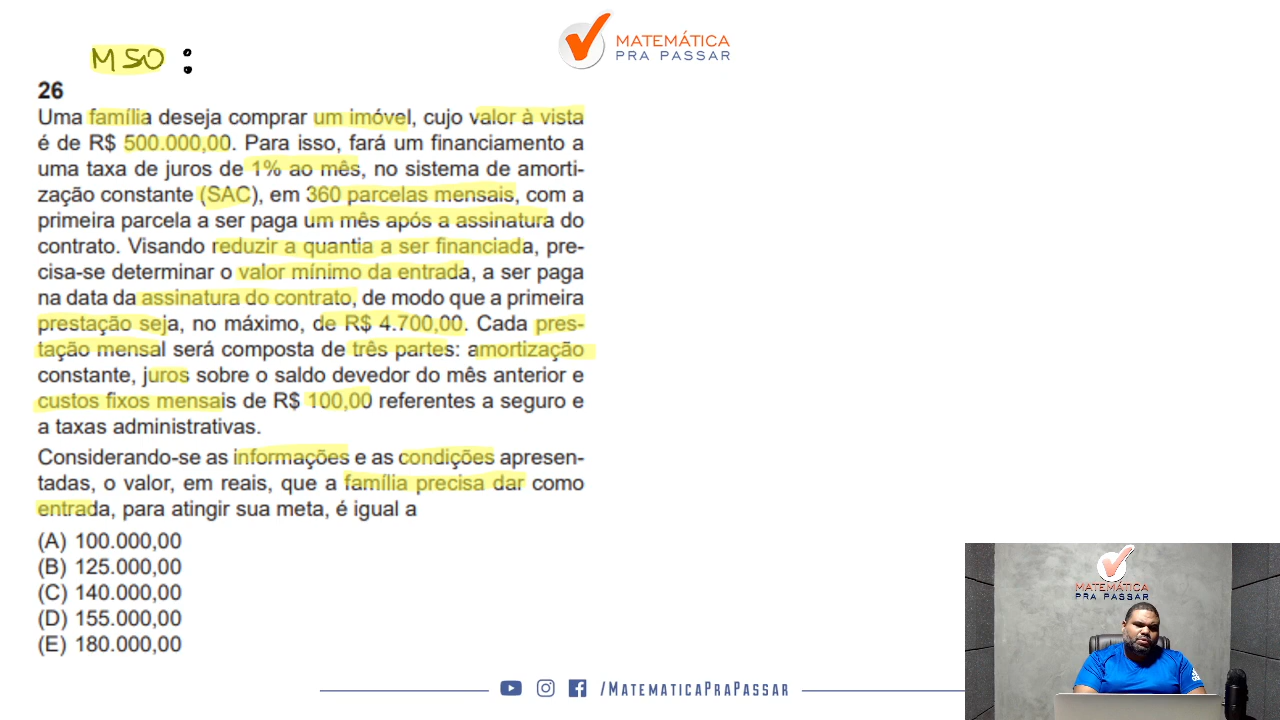 MATEMÁTICA
PRA PASSAR
MSO :
26
Uma família deseja comprar um imóvel, cujo valor à vista
é de R$ 500.000,00. Para isso, fará um financiamento a
uma taxa de juros de 1% ao mês, no sistema de amorti-
zação constante (SAC), em 360 parcelas mensais, com a
primeira parcela a ser paga um mês após a assinatura do
contrato. Visando reduzir a quantia a ser financiada, pre-
cisa-se determinar o valor mínimo da entrada, a ser paga
na data da assinatura do contrato, de modo que a primeira
prestação seja, no máximo, de R$ 4.700,00. Cada pres-
tação mensal será composta de três partes: amortização
constante, juros sobre o saldo devedor do mês anterior e
custos fixos mensais de R$ 100,00 referentes a seguro e
a taxas administrativas.
Considerando-se as informações e as condições apresen-
tadas, o valor, em reais, que a família precisa dar como
entrada, para atingir sua meta, é igual a
(A) 100.000,00
(B) 125.000,00
(C) 140.000,00
(D) 155.000,00
(E) 180.000,00
MATEMÁTICA
PRA PASSAR
/MATEMATICAPRAPASSAR